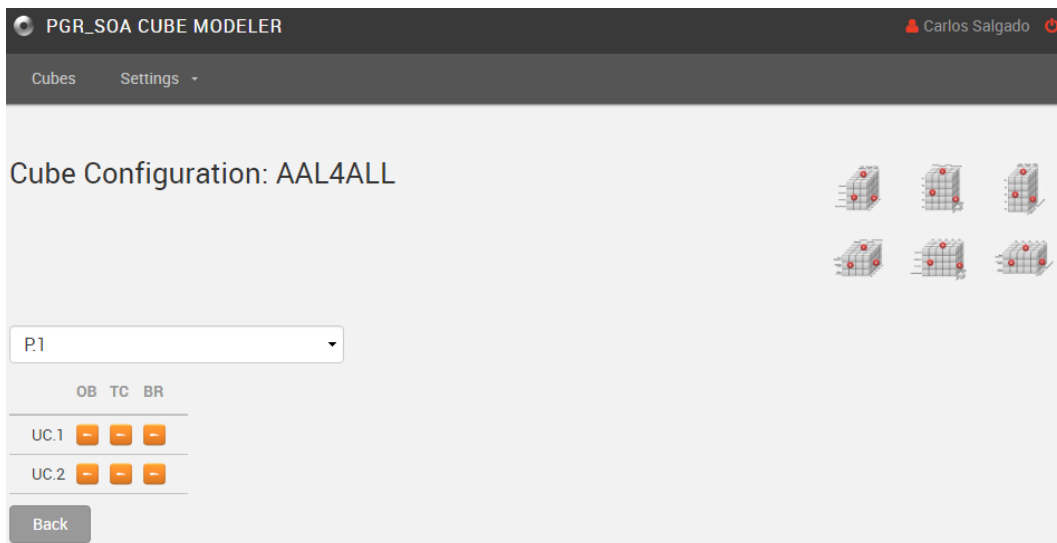 PGR_SOA CUBE MODELER
Carlos Salgado
Cubes Settings
Cube Configuration: AAL4ALL
P.1
OB TC BR
UC.1 - - -
UC.2 - - -
Back